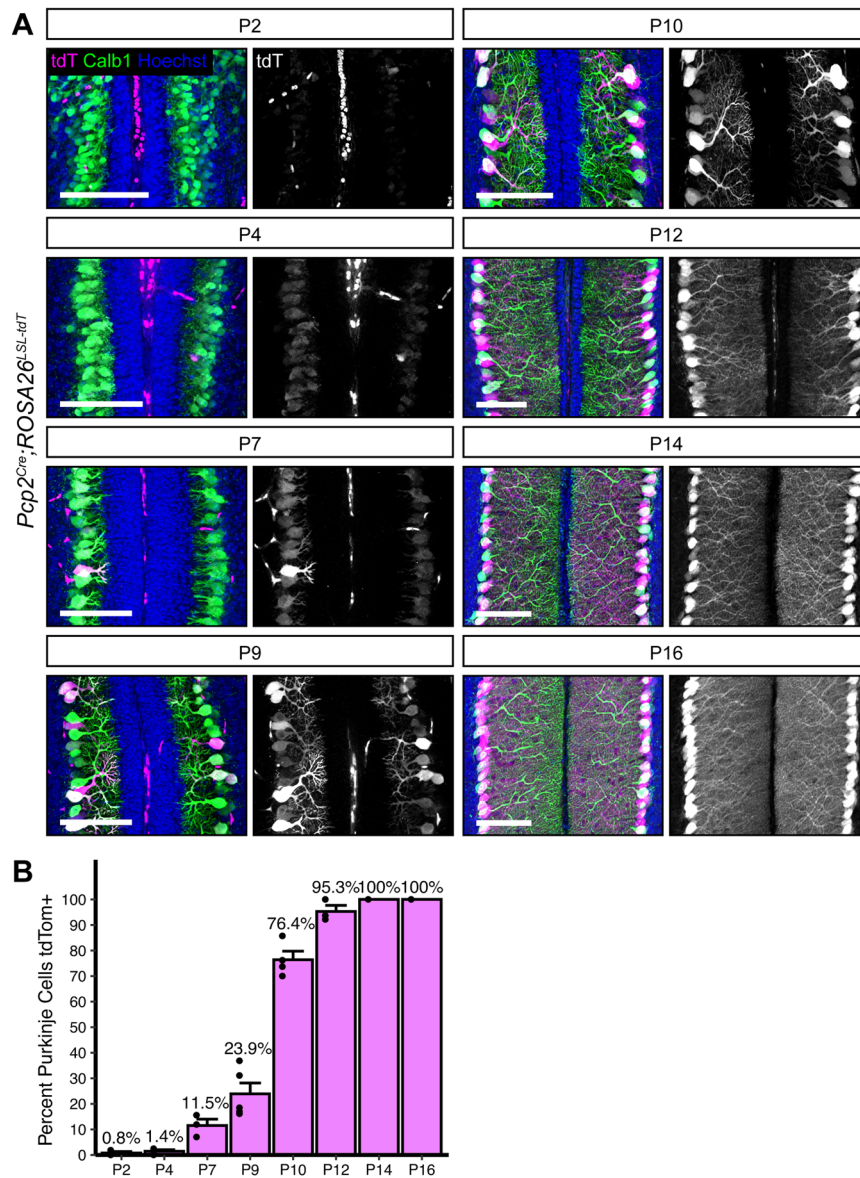 A
P2
P10
tdT Calb1 Hoechst
tdT
P4
P12
Pcp2Cre;ROSA26LSL-tdT
P7
P14
P9
P16
B
Percent Purkinje Cells tdTom+
100
90
80
70
60
50
40
30
20
10
0
0.8%
1.4%
11.5%
23.9%
76.4%
95.3%
100%
100%
P2
P4
P7
P9
P10
P12
P14
P16